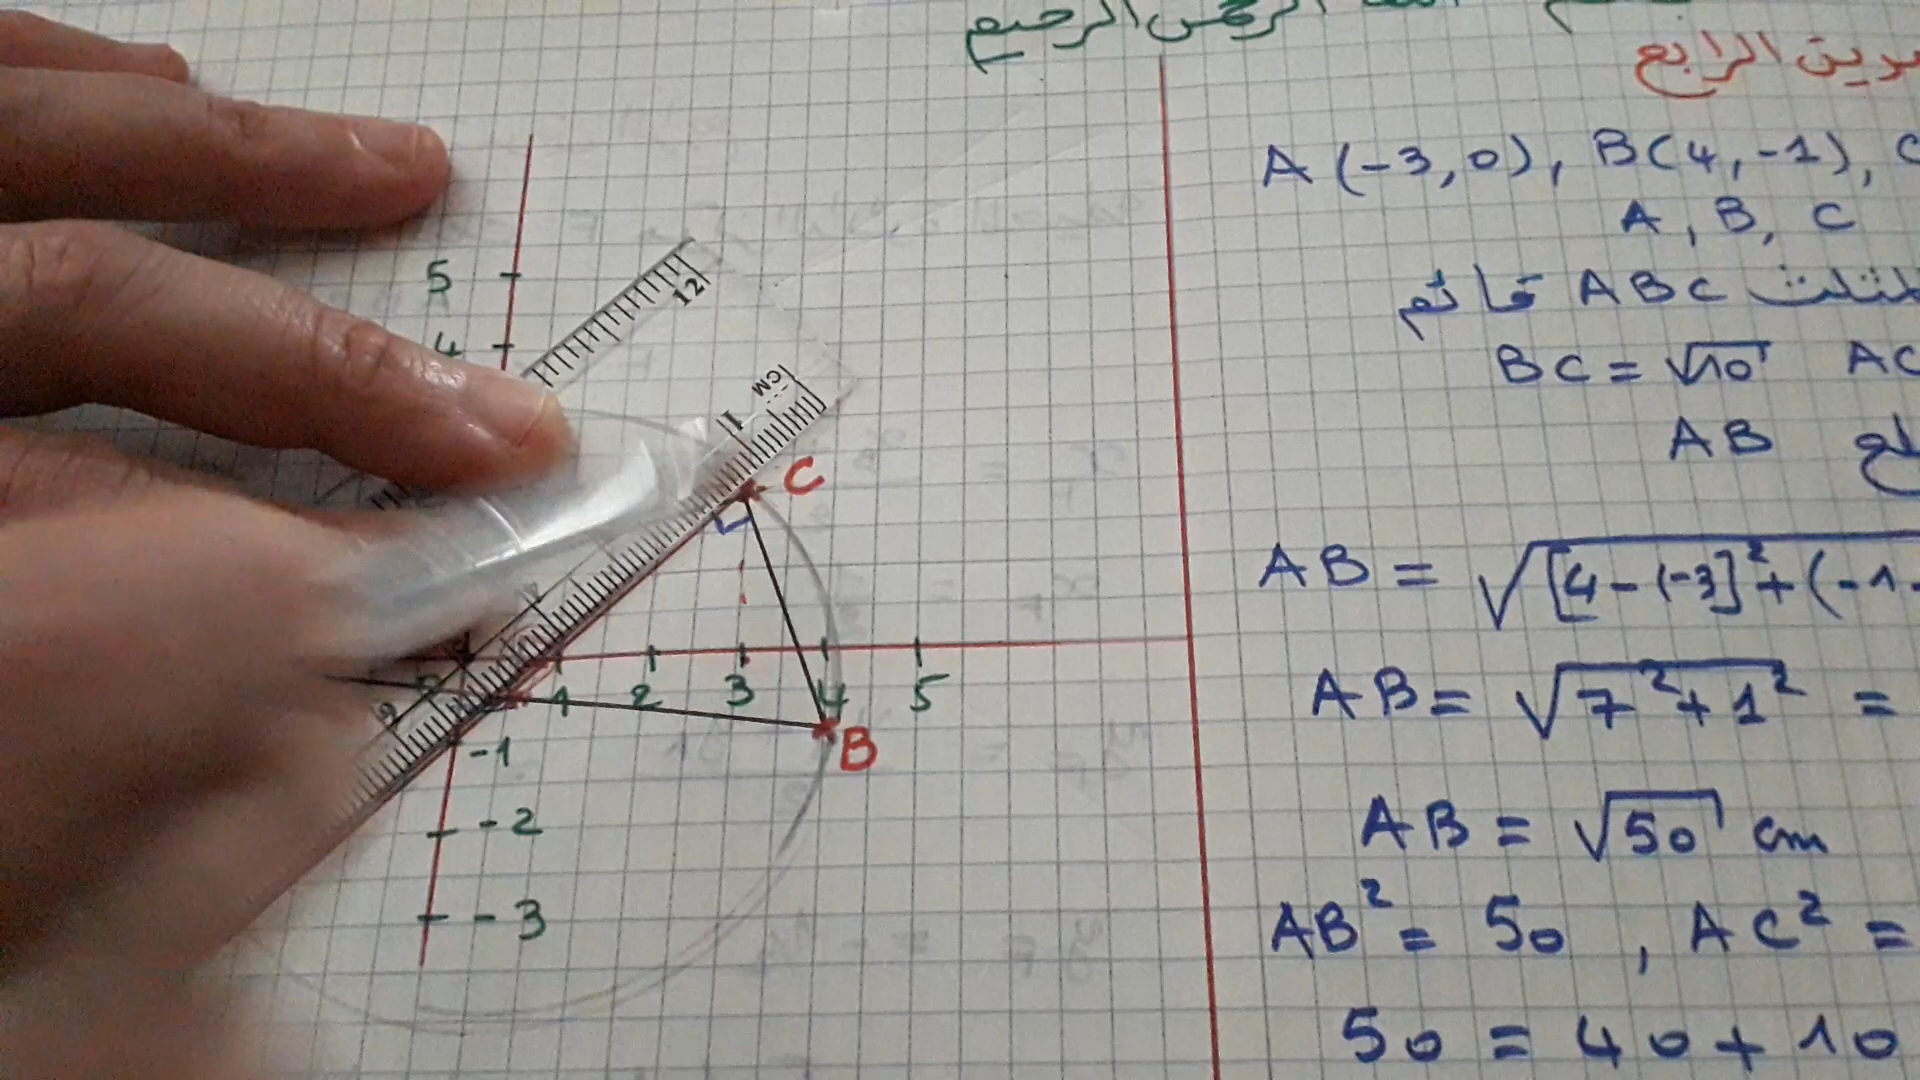 الرحمن الرحيم
الرابع
A (-3,0), B(4,-1), C
A, B, C
ABC قائم
BC = √10 AC
AB
AB = √[4-(-3]²+(-1-
AB = √7²+1² =
AB = √50 cm
AB² = 50 , AC² =
50 = 40 + 10
5
4
12
CM
1
C
1 2 3 4 5
B
-1
-2
-3